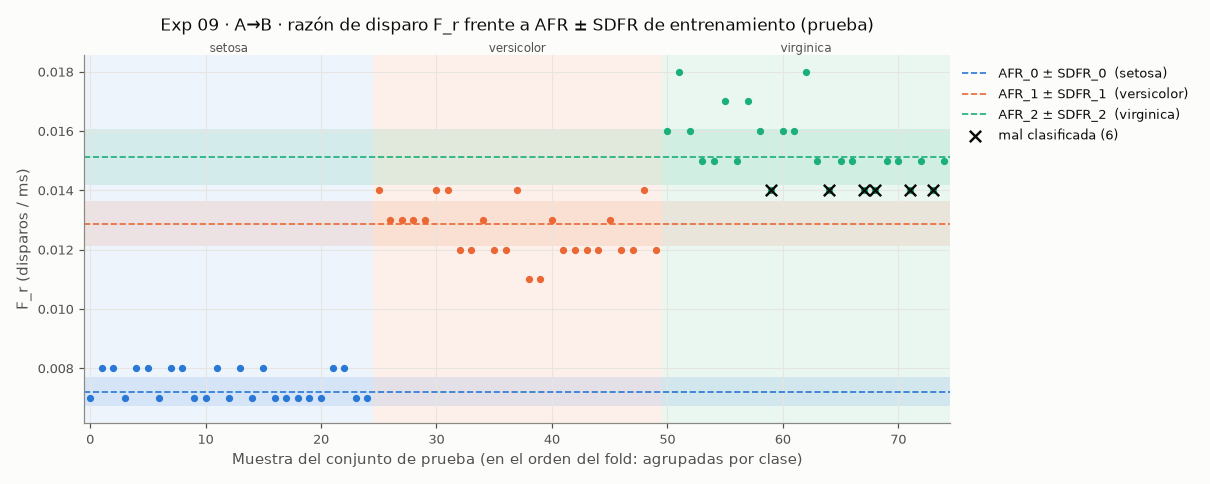 Exp 09 · A→B · razón de disparo F_r frente a AFR ± SDFR de entrenamiento (prueba)
setosa
versicolor
virginica
F_r (disparos / ms)
0.018
0.016
0.014
0.012
0.010
0.008
0
10
20
30
40
50
60
70
Muestra del conjunto de prueba (en el orden del fold: agrupadas por clase)
AFR_0 ± SDFR_0 (setosa)
AFR_1 ± SDFR_1 (versicolor)
AFR_2 ± SDFR_2 (virginica)
mal clasificada (6)